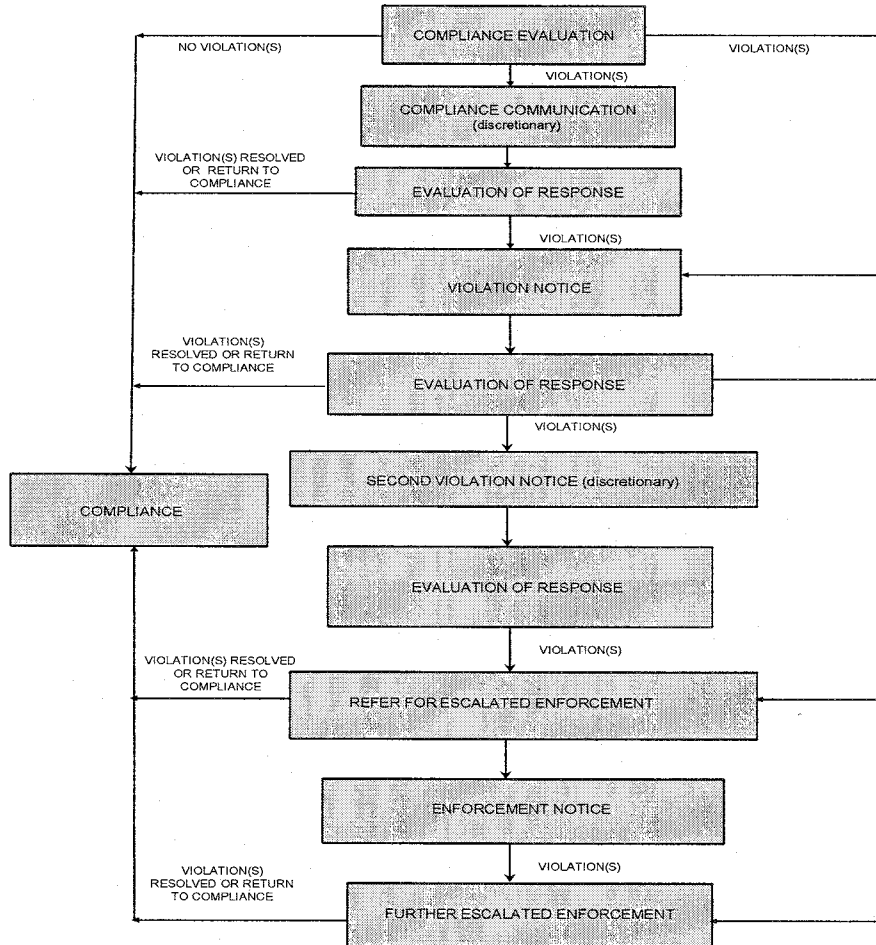 COMPLIANCE EVALUATION
NO VIOLATION(S)
VIOLATION(S)
VIOLATION(S)
COMPLIANCE COMMUNICATION
(discretionary)
VIOLATION(S) RESOLVED
OR RETURN TO
COMPLIANCE
EVALUATION OF RESPONSE
VIOLATION(S)
VIOLATION NOTICE
VIOLATION(S)
RESOLVED OR RETURN
TO COMPLIANCE
EVALUATION OF RESPONSE
VIOLATION(S)
SECOND VIOLATION NOTICE (discretionary)
COMPLIANCE
EVALUATION OF RESPONSE
VIOLATION(S)
VIOLATION(S) RESOLVED
OR RETURN TO
COMPLIANCE
REFER FOR ESCALATED ENFORCEMENT
ENFORCEMENT NOTICE
VIOLATION(S)
VIOLATION(S)
RESOLVED OR RETURN TO
COMPLIANCE
FURTHER ESCALATED ENFORCEMENT